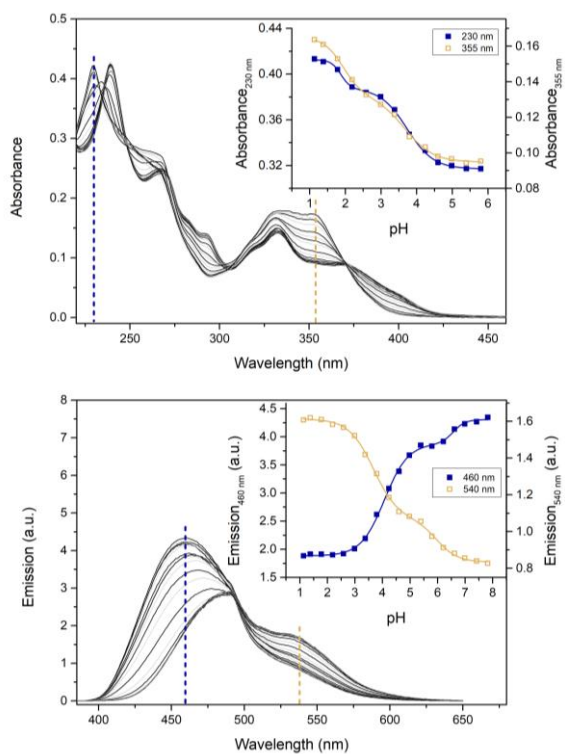 0.5
0.4
0.3
0.2
0.1
0.0
Absorbance
250
300
350
400
450
Wavelength (nm)
0.44
0.40
0.36
0.32
Absorbance230 nm
230 nm
355 nm
0.16
0.14
0.12
0.10
0.08
Absorbance355 nm
1 2 3 4 5 6
pH
8
7
6
5
4
3
2
1
0
Emission (a.u.)
400 450 500 550 600 650
Wavelength (nm)
4.5
4.0
3.5
3.0
2.5
2.0
1.5
Emission460 nm (a.u.)
460 nm
540 nm
1.6
1.4
1.2
1.0
0.8
Emission540 nm (a.u.)
1 2 3 4 5 6 7 8
pH